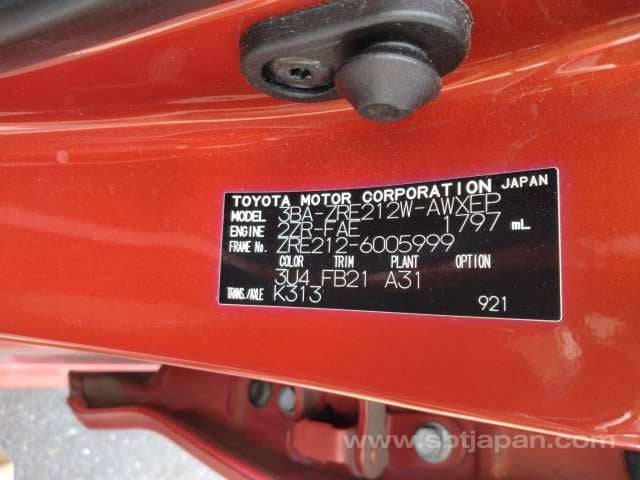 TOYOTA MOTOR CORPORATION JAPAN
MODEL 3BA-ZRE212W-AWXEP
ENGINE 2ZR-FAE 1797 mL
FRAME No. ZRE212-6005999
COLOR TRIM PLANT OPTION
3U4 FB21 A31
TRANS./AXLE K313
921
www.sbtjapan.com